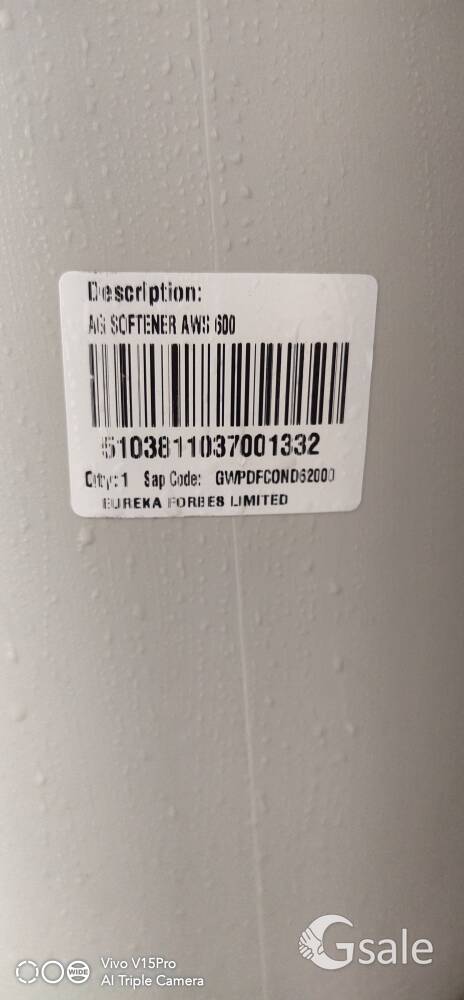 Description:
AG SOFTENER AWS 600
5103811037001332
Qty: 1 Sap Code: GWPDFCOND62000
EUREKA FORBES LIMITED
Gsale
WIDE
Vivo V15Pro
AI Triple Camera